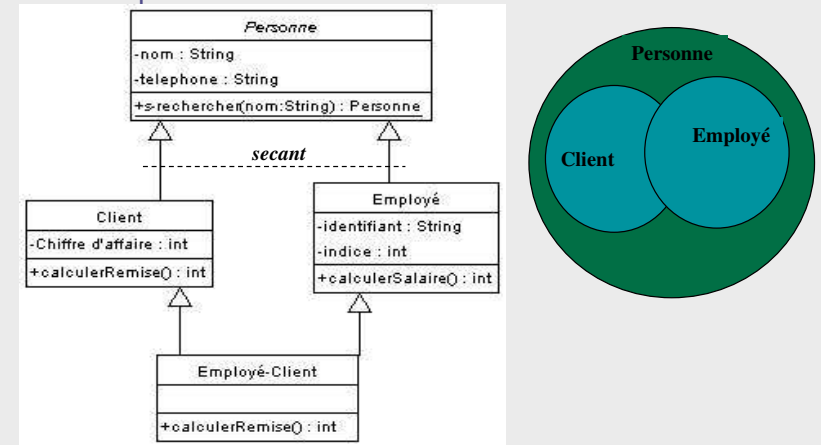 Personne
-nom : String
-telephone : String
+s-rechercher(nom:String) : Personne
secant
Client
-Chiffre d'affaire : int
+calculerRemise() : int
Employé
-identifiant : String
-indice : int
+calculerSalaire() : int
Employé-Client
+calculerRemise() : int
Personne
Client
Employé